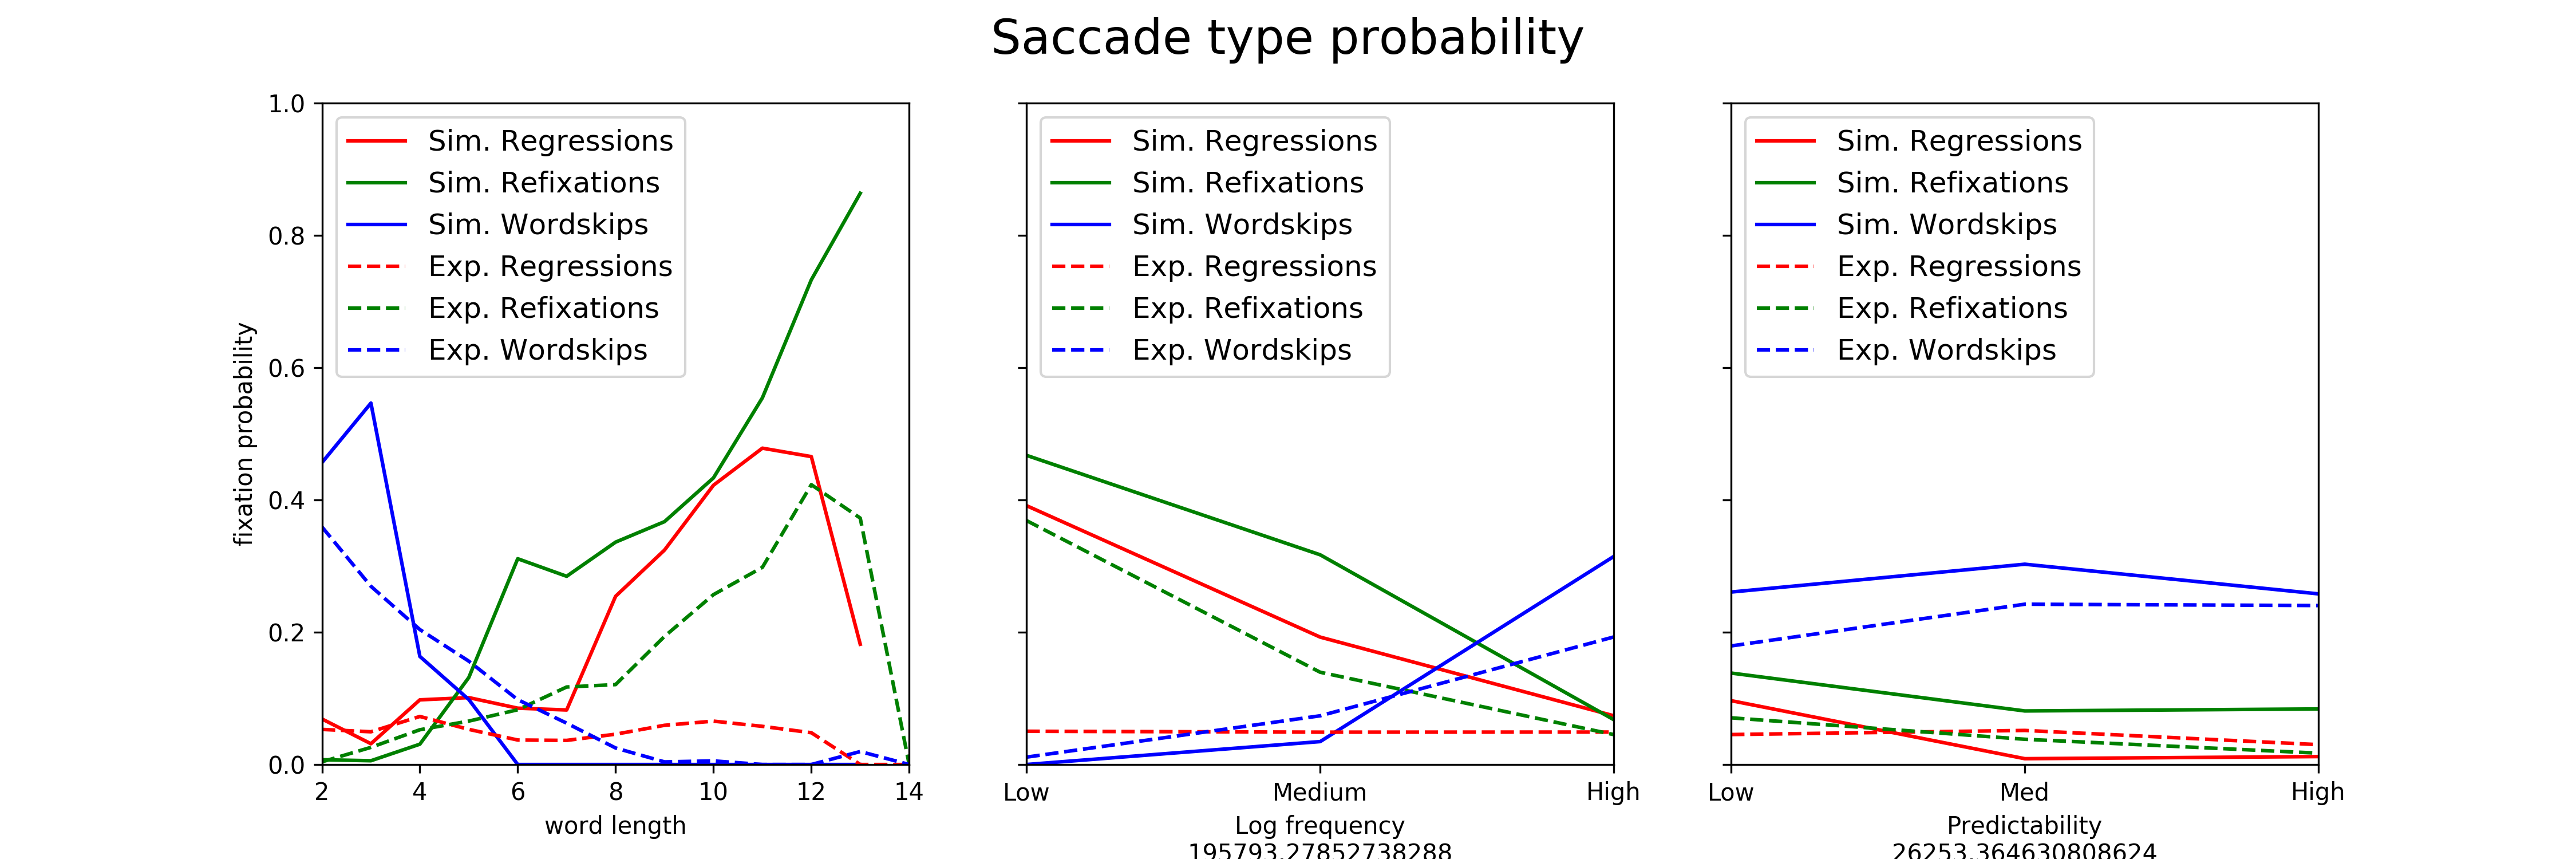 Saccade type probability
1.0
0.8
0.6
0.4
0.2
0.0
fixation probability
Sim. Regressions
Sim. Refixations
Sim. Wordskips
Exp. Regressions
Exp. Refixations
Exp. Wordskips
2 4 6 8 10 12 14
word length
Sim. Regressions
Sim. Refixations
Sim. Wordskips
Exp. Regressions
Exp. Refixations
Exp. Wordskips
Low Medium High
Log frequency
195793.27852738288
Sim. Regressions
Sim. Refixations
Sim. Wordskips
Exp. Regressions
Exp. Refixations
Exp. Wordskips
Low Med High
Predictability
26253.364630808624